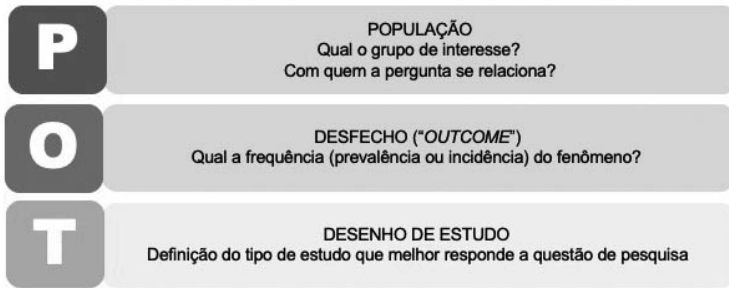 P
POPULAÇÃO
Qual o grupo de interesse?
Com quem a pergunta se relaciona?
O
DESFECHO (“OUTCOME”)
Qual a frequência (prevalência ou incidência) do fenômeno?
T
DESENHO DE ESTUDO
Definição do tipo de estudo que melhor responde a questão de pesquisa